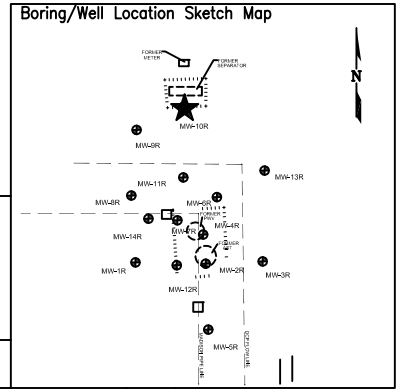 Boring/Well Location Sketch Map
FORMER
METER
FORMER
SEPARATOR
N
MW-10R
MW-9R
MW-13R
MW-11R
MW-8R
MW-6R
FORMER
PWV
MW-7R
MW-4R
MW-14R
FORMER
MW-1R
MW-2R
MW-3R
MW-12R
MW-5R